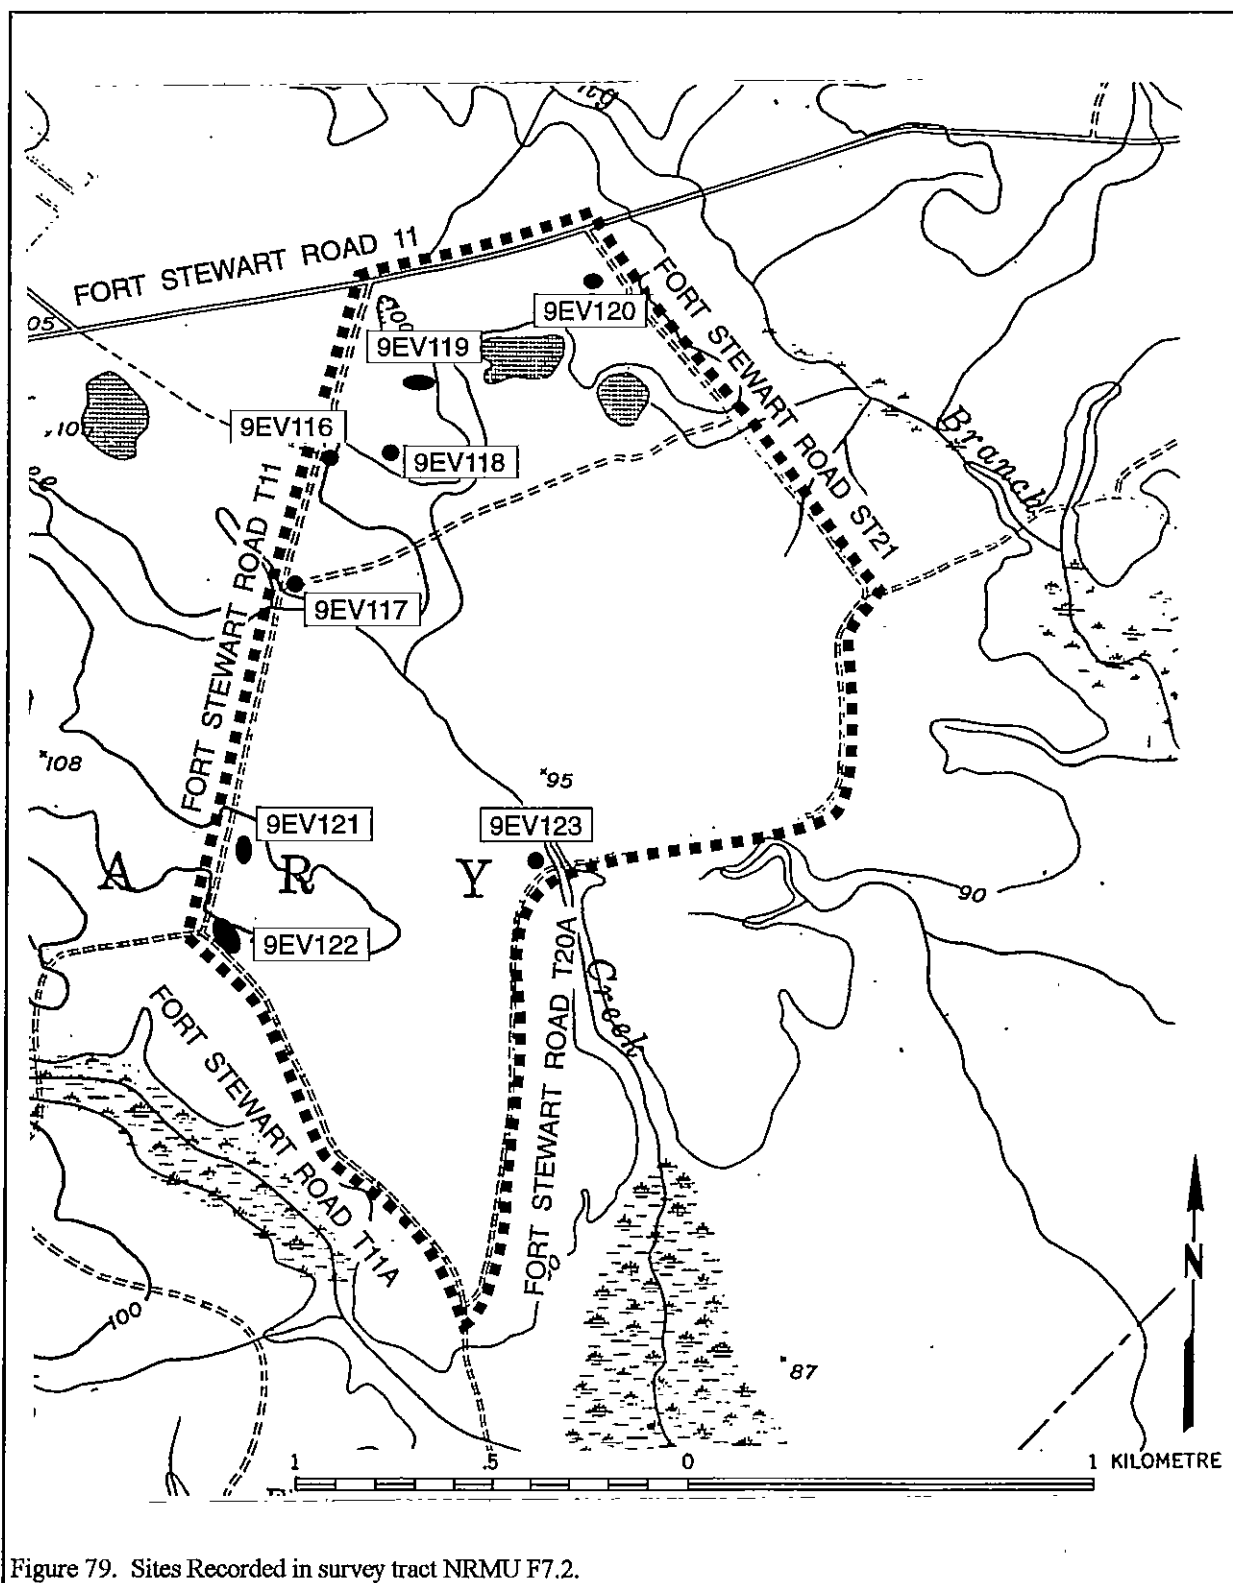 FORT STEWART ROAD 11
05
100
9EV120
9EV119
FORT STEWART ROAD ST21
9EV116
9EV118
Branch
FORT STEWART ROAD T11
9EV117
108
95
9EV121
9EV123
A R Y
90
9EV122
FORT STEWART ROAD T20A
Creek
FORT STEWART ROAD T11A
100
87
N
1 .5 0 1 KILOMETRE
Figure 79. Sites Recorded in survey tract NRMU F7.2.